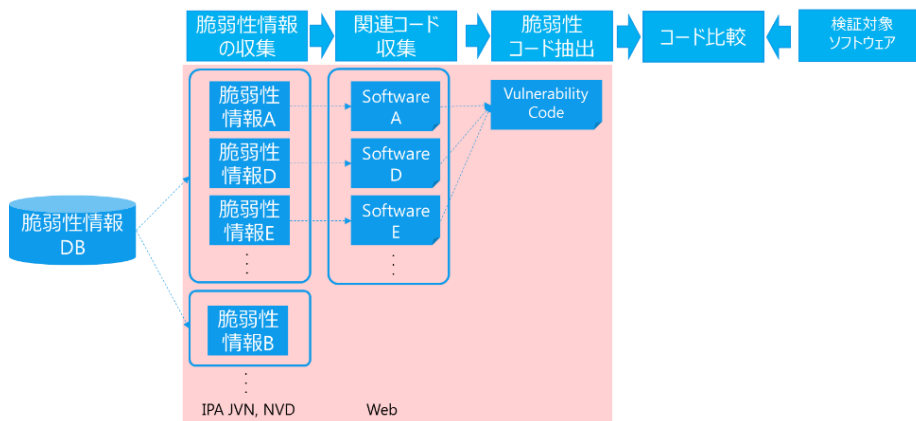 脆弱性情報
の収集
関連コード
収集
脆弱性
コード抽出
コード比較
検証対象
ソフトウェア
脆弱性
情報A
Software
A
Vulnerability
Code
脆弱性
情報D
Software
D
脆弱性
情報E
Software
E
脆弱性情報
DB
脆弱性
情報B
IPA JVN, NVD
Web